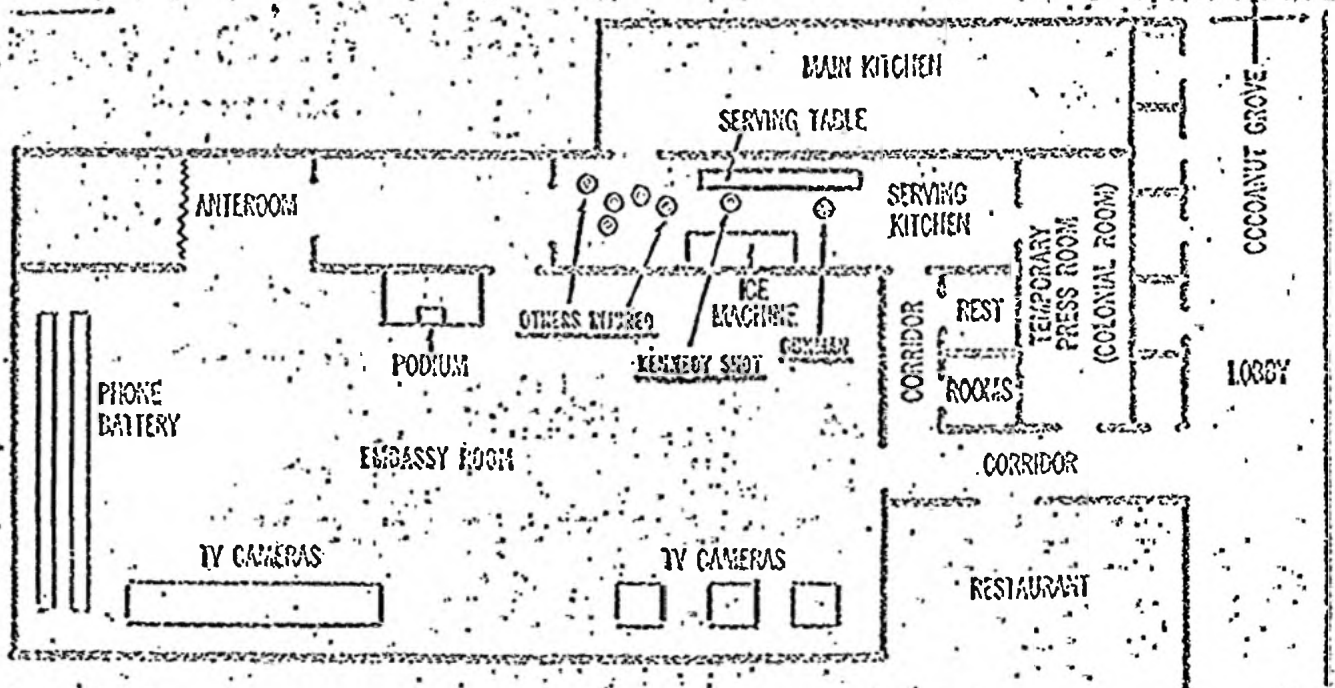 MAIN KITCHEN
SERVING TABLE
ANTEROOM
SERVING
KITCHEN
COCOANUT GROVE
TEMPORARY
PRESS ROOM
(COLONIAL ROOM)
ICE
MACHINE
OTHERS INJURED
GUNMAN
KENNEDY SHOT
PODIUM
CORRIDOR
REST
ROOMS
LOBBY
PHONE
BATTERY
EMBASSY ROOM
CORRIDOR
TV CAMERAS
TV CAMERAS
RESTAURANT